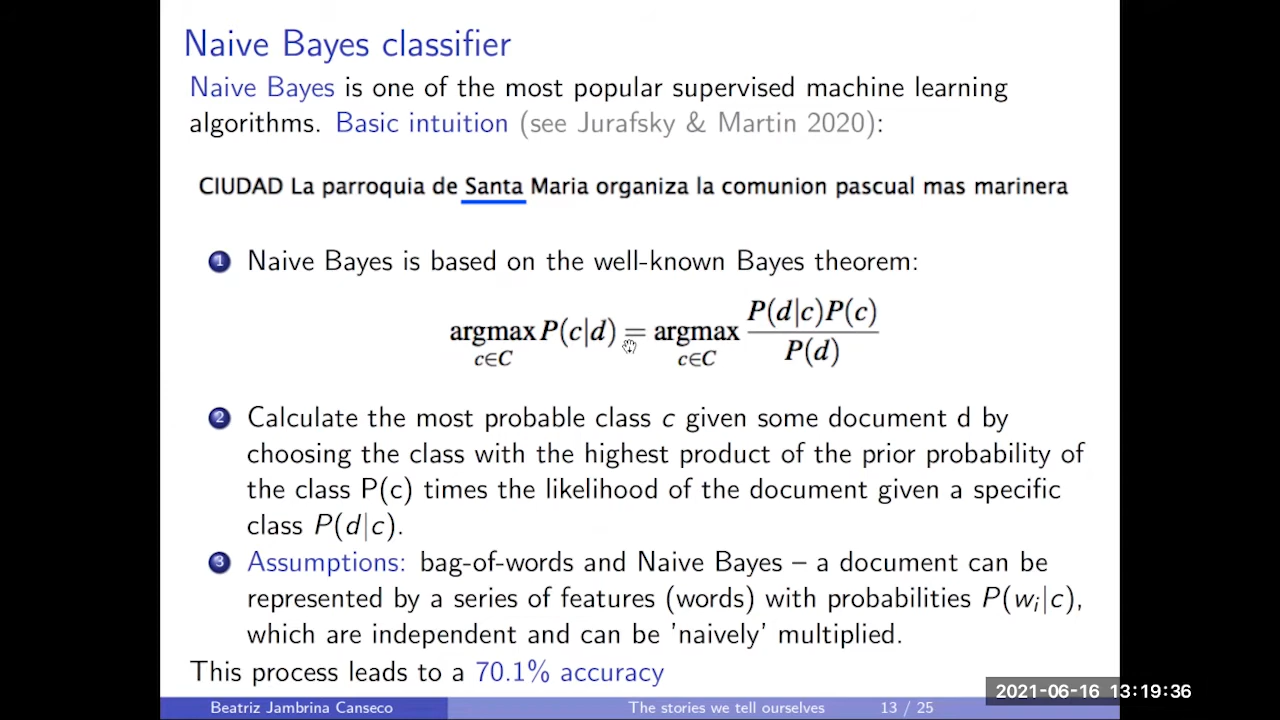 Naive Bayes classifier
Naive Bayes is one of the most popular supervised machine learning
algorithms. Basic intuition (see Jurafsky & Martin 2020):
CIUDAD La parroquia de Santa Maria organiza la comunion pascual mas marinera
1 Naive Bayes is based on the well-known Bayes theorem:
argmax P(c|d) = argmax P(d|c)P(c)
c∈C c∈C P(d)
2 Calculate the most probable class c given some document d by
choosing the class with the highest product of the prior probability of
the class P(c) times the likelihood of the document given a specific
class P(d|c).
3 Assumptions: bag-of-words and Naive Bayes – a document can be
represented by a series of features (words) with probabilities P(wᵢ|c),
which are independent and can be 'naively' multiplied.
This process leads to a 70.1% accuracy
2021-06-16 13:19:36
Beatriz Jambrina Canseco The stories we tell ourselves 13 / 25